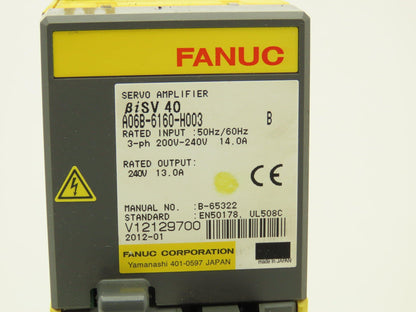 FANUC
SERVO AMPLIFIER
βiSV 40
A06B-6160-H003 B
RATED INPUT :50Hz/60Hz
3-ph 200V-240V 14.0A
RATED OUTPUT:
240V 13.0A
MANUAL NO. :B-65322
STANDARD :EN50178, UL508C
V12129700
2012-01
FANUC CORPORATION
Yamanashi 401-0597 JAPAN
CE
made in JAPAN